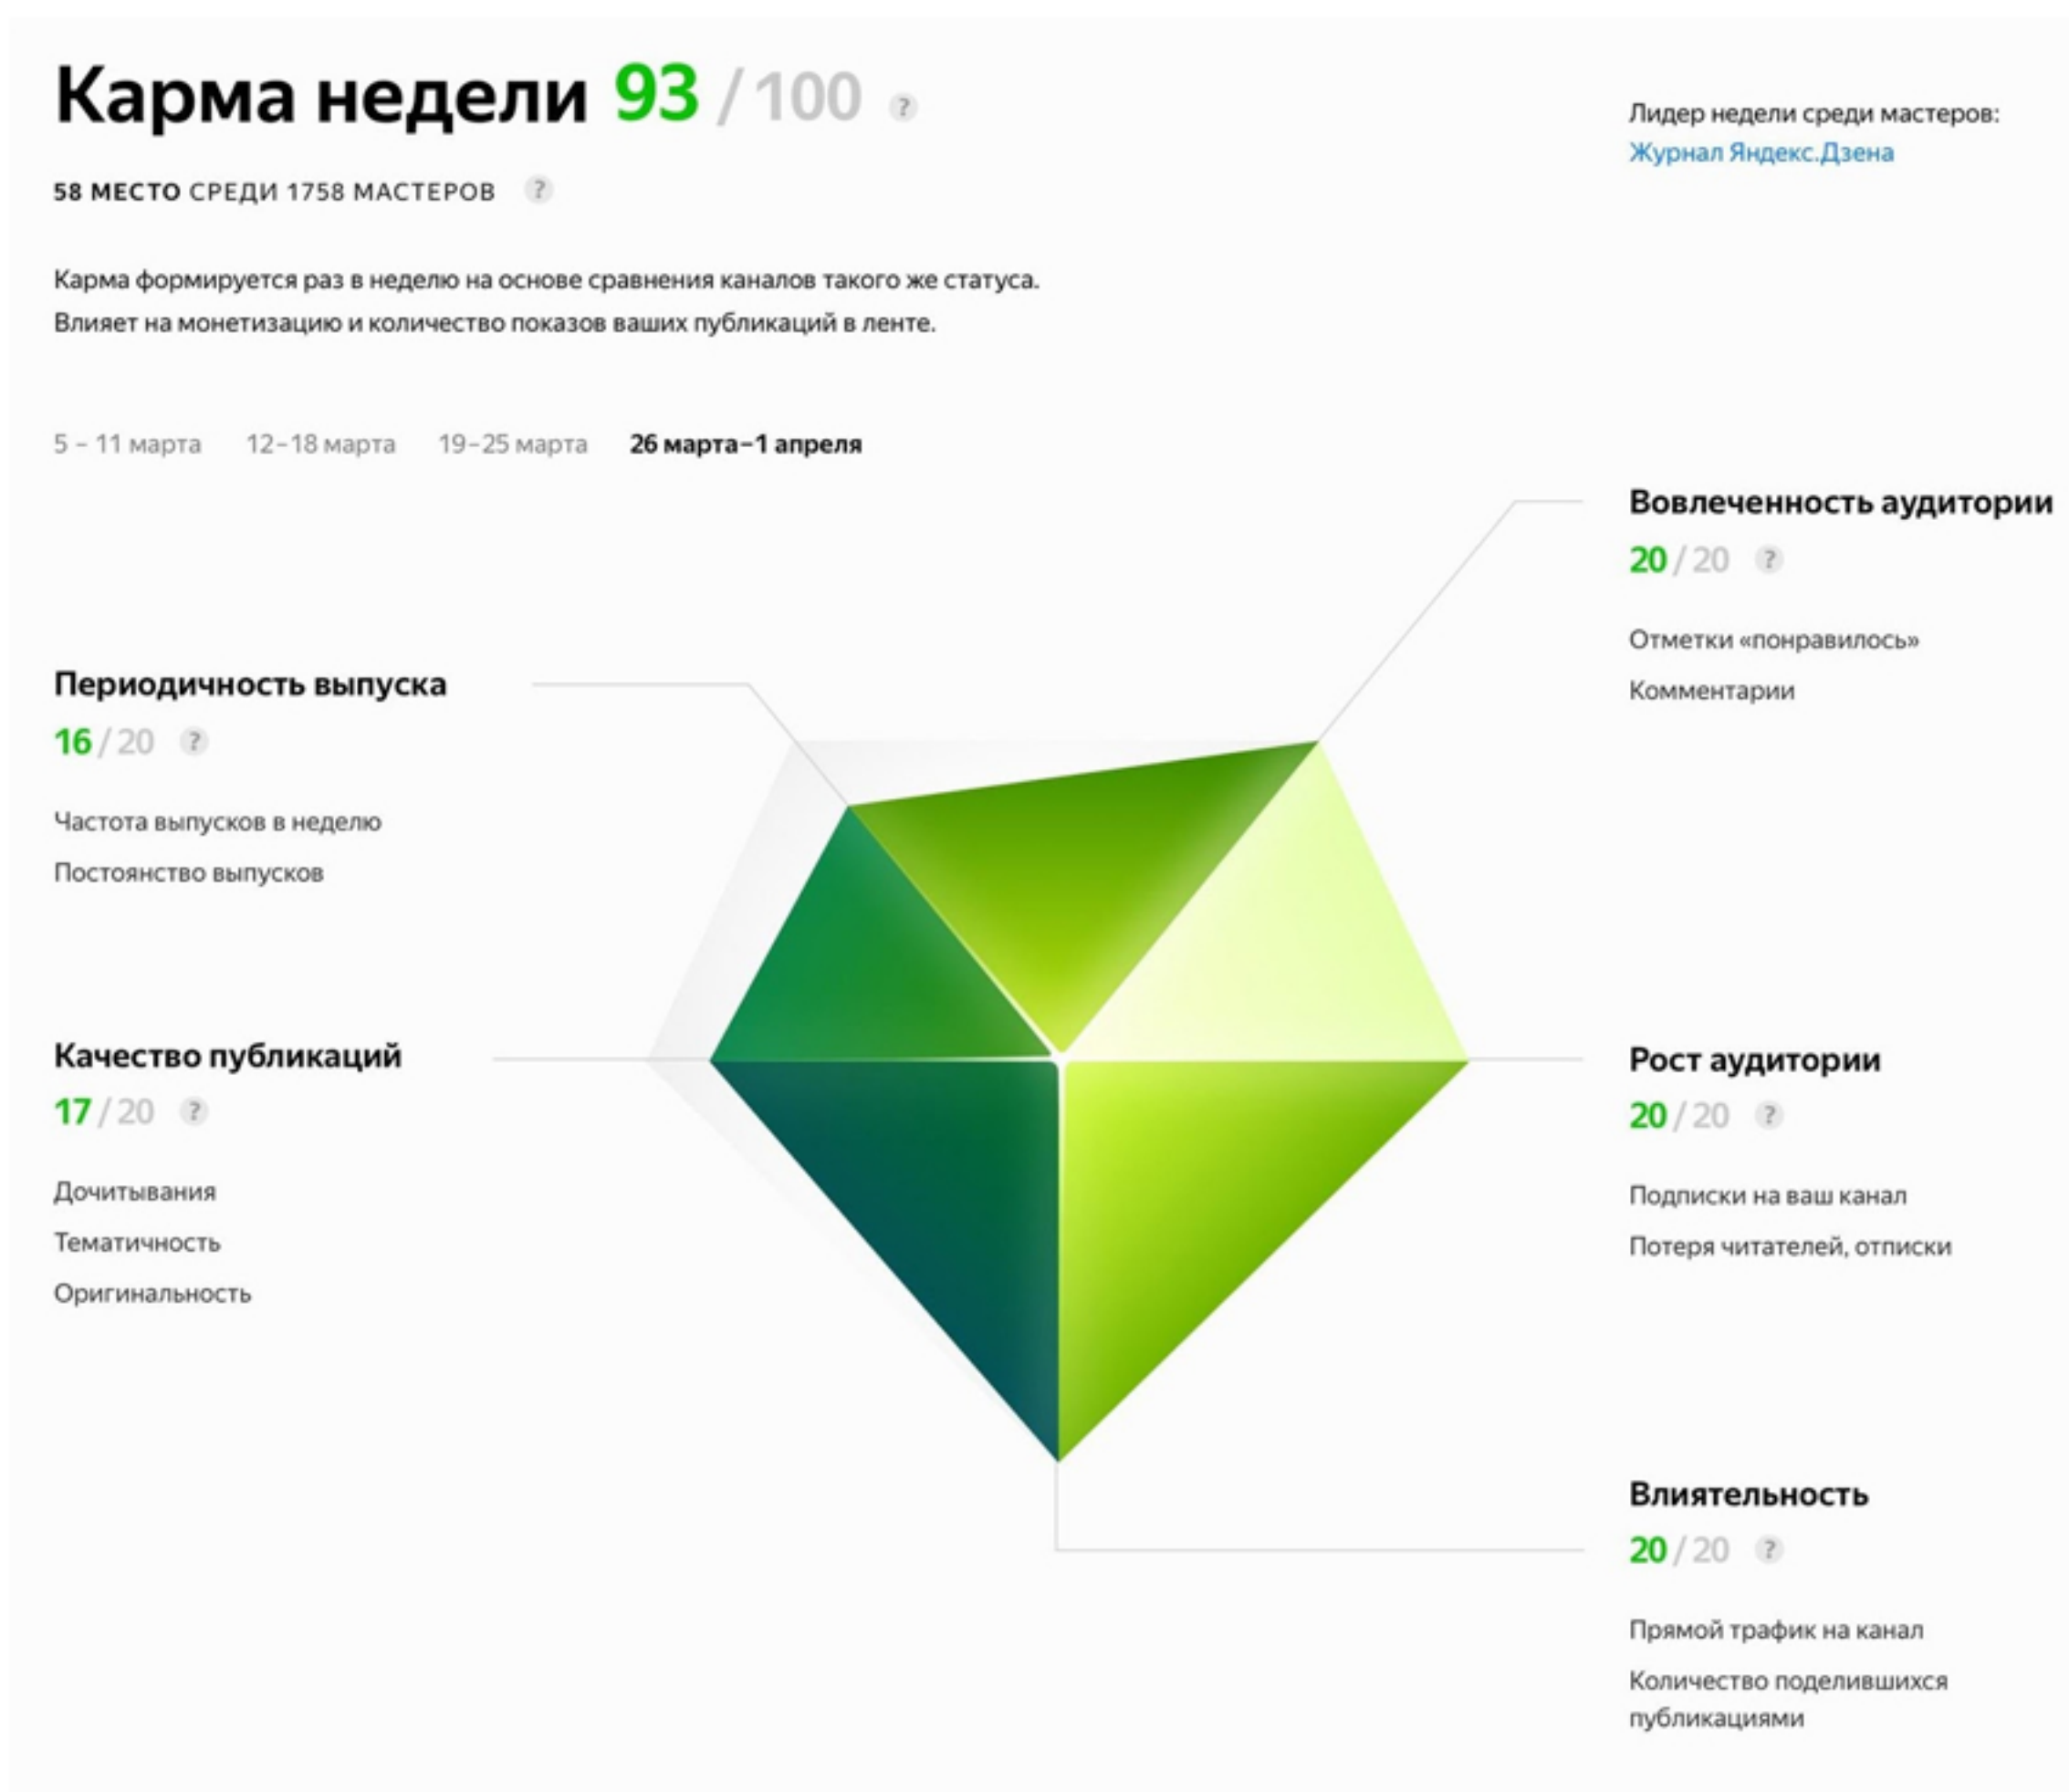 Карма недели 93 / 100 ?
58 МЕСТО СРЕДИ 1758 МАСТЕРОВ ?
Лидер недели среди мастеров:
Журнал Яндекс.Дзена
Карма формируется раз в неделю на основе сравнения каналов такого же статуса.
Влияет на монетизацию и количество показов ваших публикаций в ленте.
5 – 11 марта 12–18 марта 19–25 марта 26 марта–1 апреля
Вовлеченность аудитории
20 / 20 ?
Отметки «понравилось»
Комментарии
Периодичность выпуска
16 / 20 ?
Частота выпусков в неделю
Постоянство выпусков
Качество публикаций
17 / 20 ?
Дочитывания
Тематичность
Оригинальность
Рост аудитории
20 / 20 ?
Подписки на ваш канал
Потеря читателей, отписки
Влиятельность
20 / 20 ?
Прямой трафик на канал
Количество поделившихся
публикациями